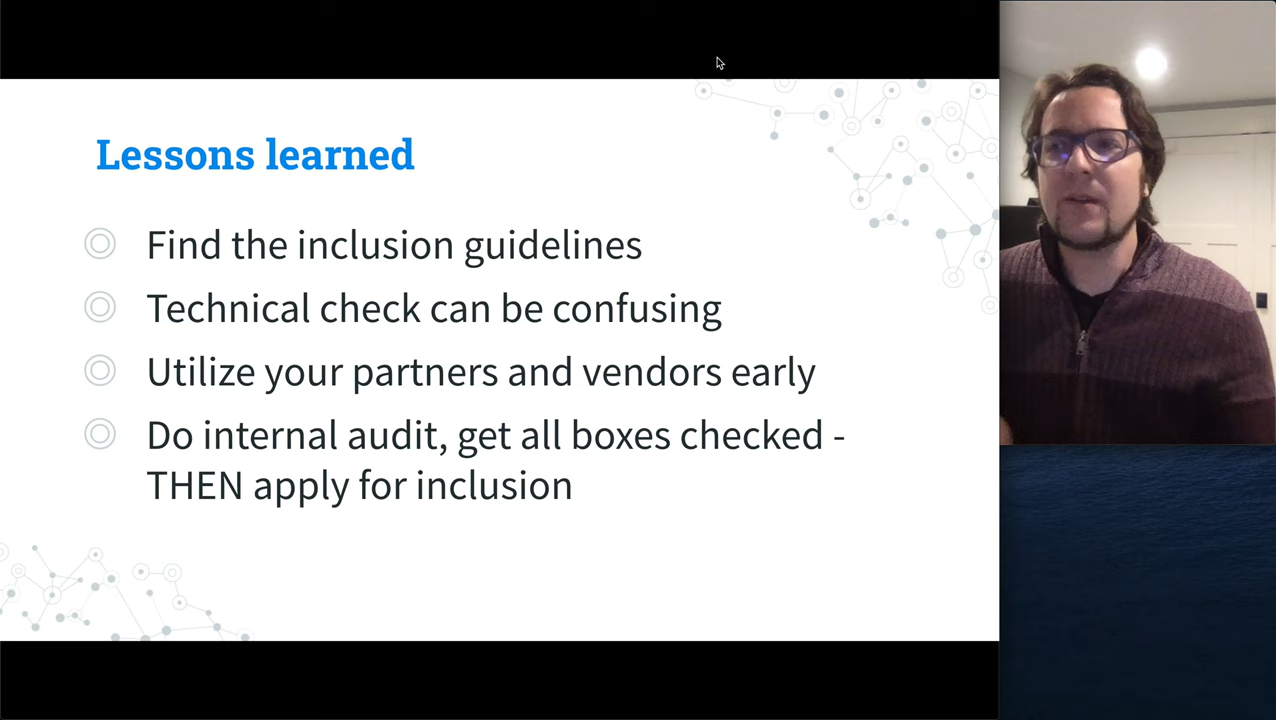 Lessons learned
Find the inclusion guidelines
Technical check can be confusing
Utilize your partners and vendors early
Do internal audit, get all boxes checked -
THEN apply for inclusion